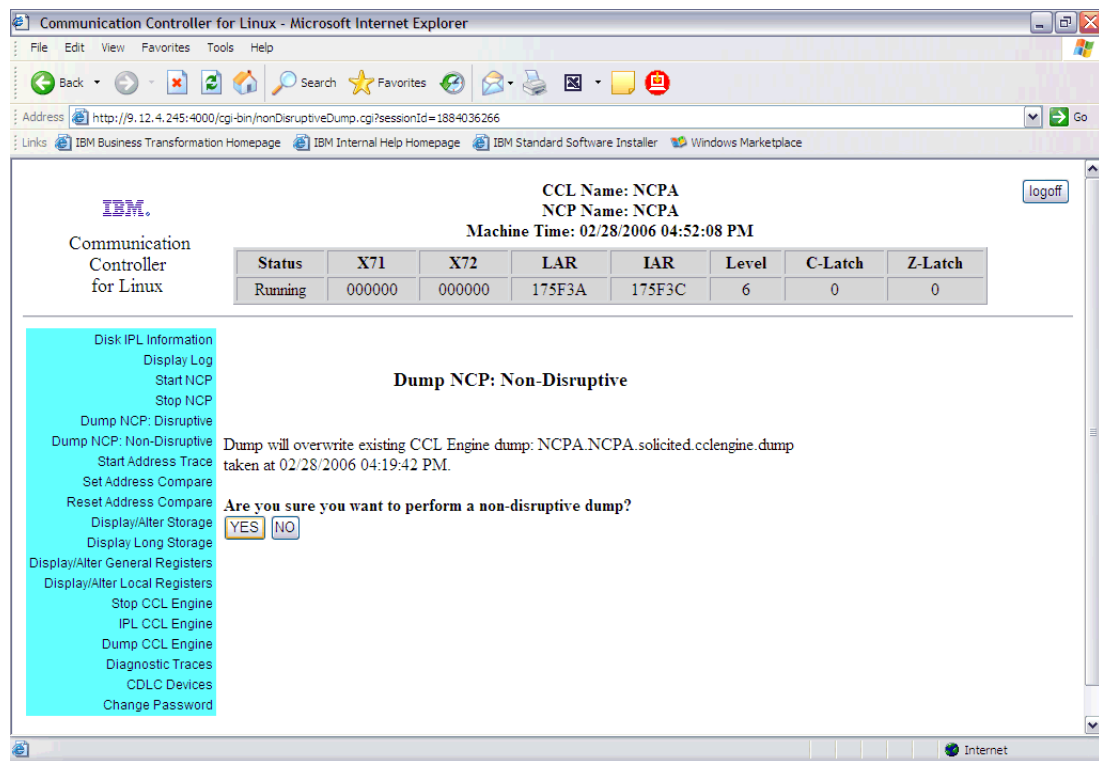 Communication Controller for Linux - Microsoft Internet Explorer
File Edit View Favorites Tools Help
Back Search Favorites
Address http://9.12.4.245:4000/cgi-bin/nonDisruptiveDump.cgi?sessionId=1884036266 Go
Links IBM Business Transformation Homepage IBM Internal Help Homepage IBM Standard Software Installer Windows Marketplace
IBM.
Communication
Controller
for Linux
CCL Name: NCPA
NCP Name: NCPA
Machine Time: 02/28/2006 04:52:08 PM
logoff
Status X71 X72 LAR IAR Level C-Latch Z-Latch
Running 000000 000000 175F3A 175F3C 6 0 0
Disk IPL Information
Display Log
Start NCP
Stop NCP
Dump NCP: Disruptive
Dump NCP: Non-Disruptive
Start Address Trace
Set Address Compare
Reset Address Compare
Display/Alter Storage
Display Long Storage
Display/Alter General Registers
Display/Alter Local Registers
Stop CCL Engine
IPL CCL Engine
Dump CCL Engine
Diagnostic Traces
CDLC Devices
Change Password
Dump NCP: Non-Disruptive
Dump will overwrite existing CCL Engine dump: NCPA.NCPA.solicited.cclengine.dump
taken at 02/28/2006 04:19:42 PM.
Are you sure you want to perform a non-disruptive dump?
YES NO
Internet